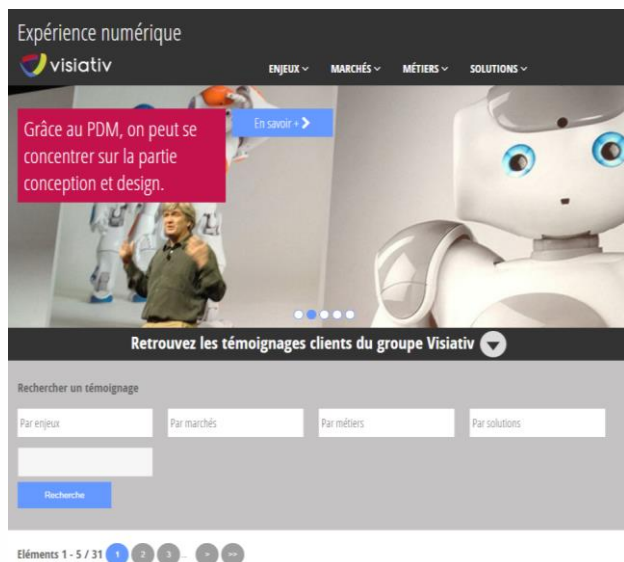 Expérience numérique
visiativ
ENJEUX MARCHÉS MÉTIERS SOLUTIONS
Grâce au PDM, on peut se
concentrer sur la partie
conception et design.
En savoir +
Retrouvez les témoignages clients du groupe Visiativ
Rechercher un témoignage
Par enjeux Par marchés Par métiers Par solutions
Recherche
Eléments 1 - 5 / 31 1 2 3 ... > >>